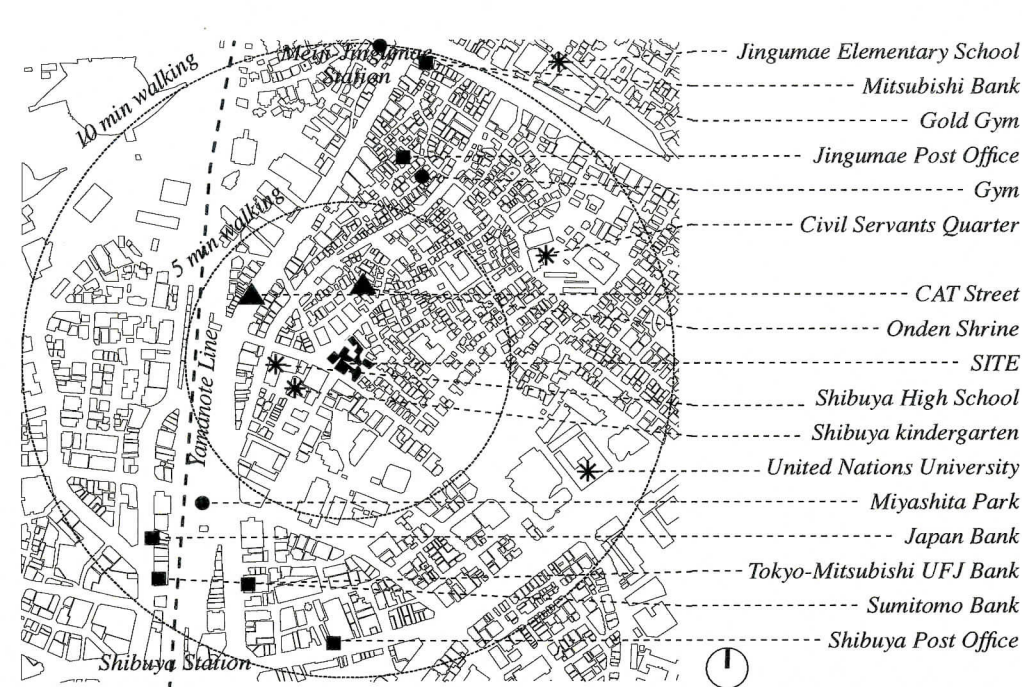 Meiji Jingumae
Station
10 min walking
5 min walking
Yamanote Line
Shibuya Station
Jingumae Elementary School
Mitsubishi Bank
Gold Gym
Jingumae Post Office
Gym
Civil Servants Quarter
CAT Street
Onden Shrine
SITE
Shibuya High School
Shibuya kindergarten
United Nations University
Miyashita Park
Japan Bank
Tokyo-Mitsubishi UFJ Bank
Sumitomo Bank
Shibuya Post Office